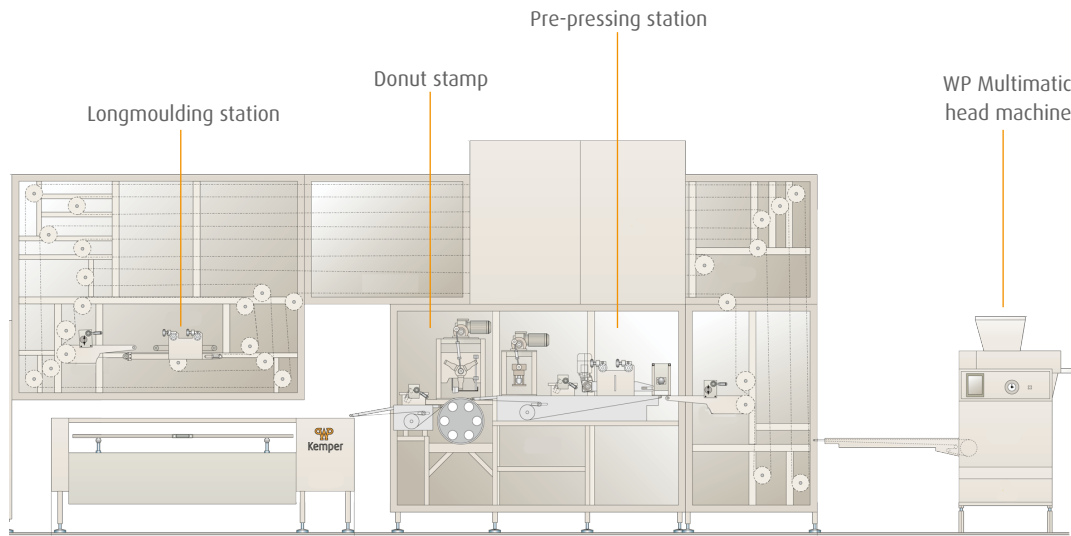 Pre-pressing station
Donut stamp
WP Multimatic
head machine
Longmoulding station
Kemper